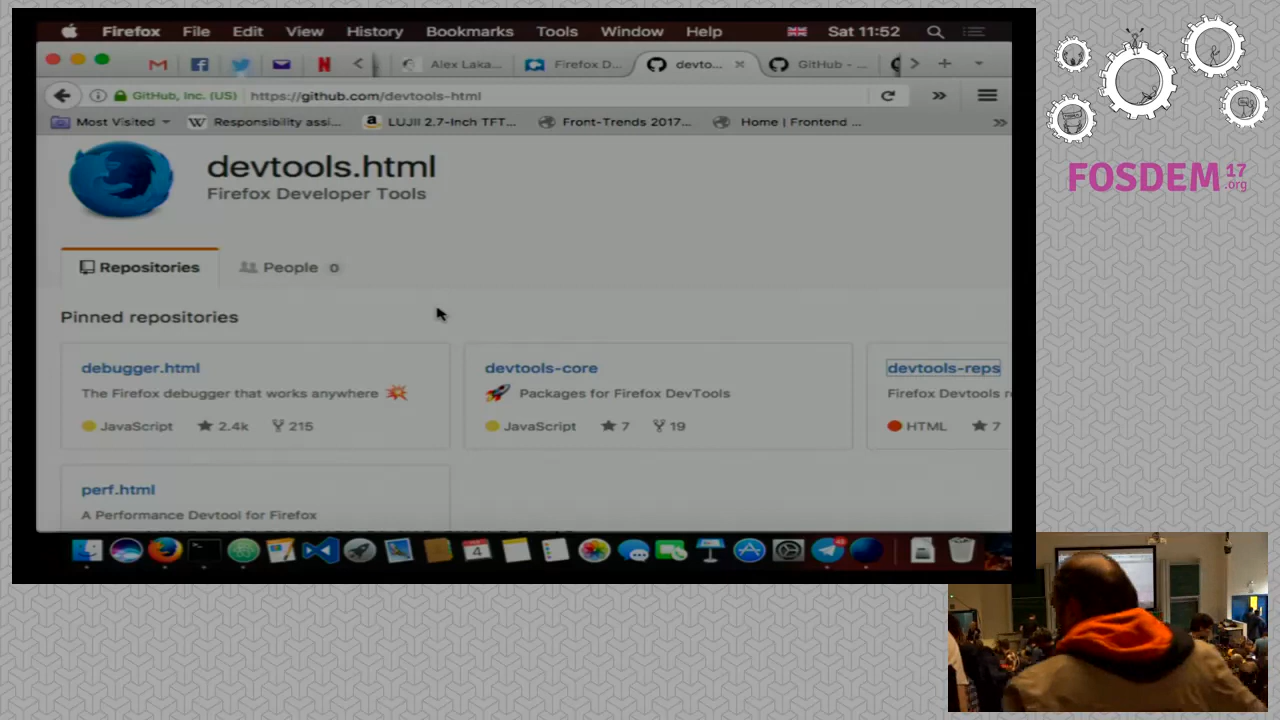 Firefox File Edit View History Bookmarks Tools Window Help Sat 11:52
Alex Laka... Firefox D... devto... GitHub - ...
GitHub, Inc. (US) https://github.com/devtools-html
Most Visited Responsibility assi... LUJII 2.7-Inch TFT... Front-Trends 2017... Home | Frontend ...
devtools.html
Firefox Developer Tools
Repositories People 0
Pinned repositories
debugger.html
The Firefox debugger that works anywhere
JavaScript 2.4k 215
devtools-core
Packages for Firefox DevTools
JavaScript 7 19
devtools-reps
Firefox Devtools r
HTML 7
perf.html
A Performance Devtool for Firefox
4
FOSDEM 17
.org